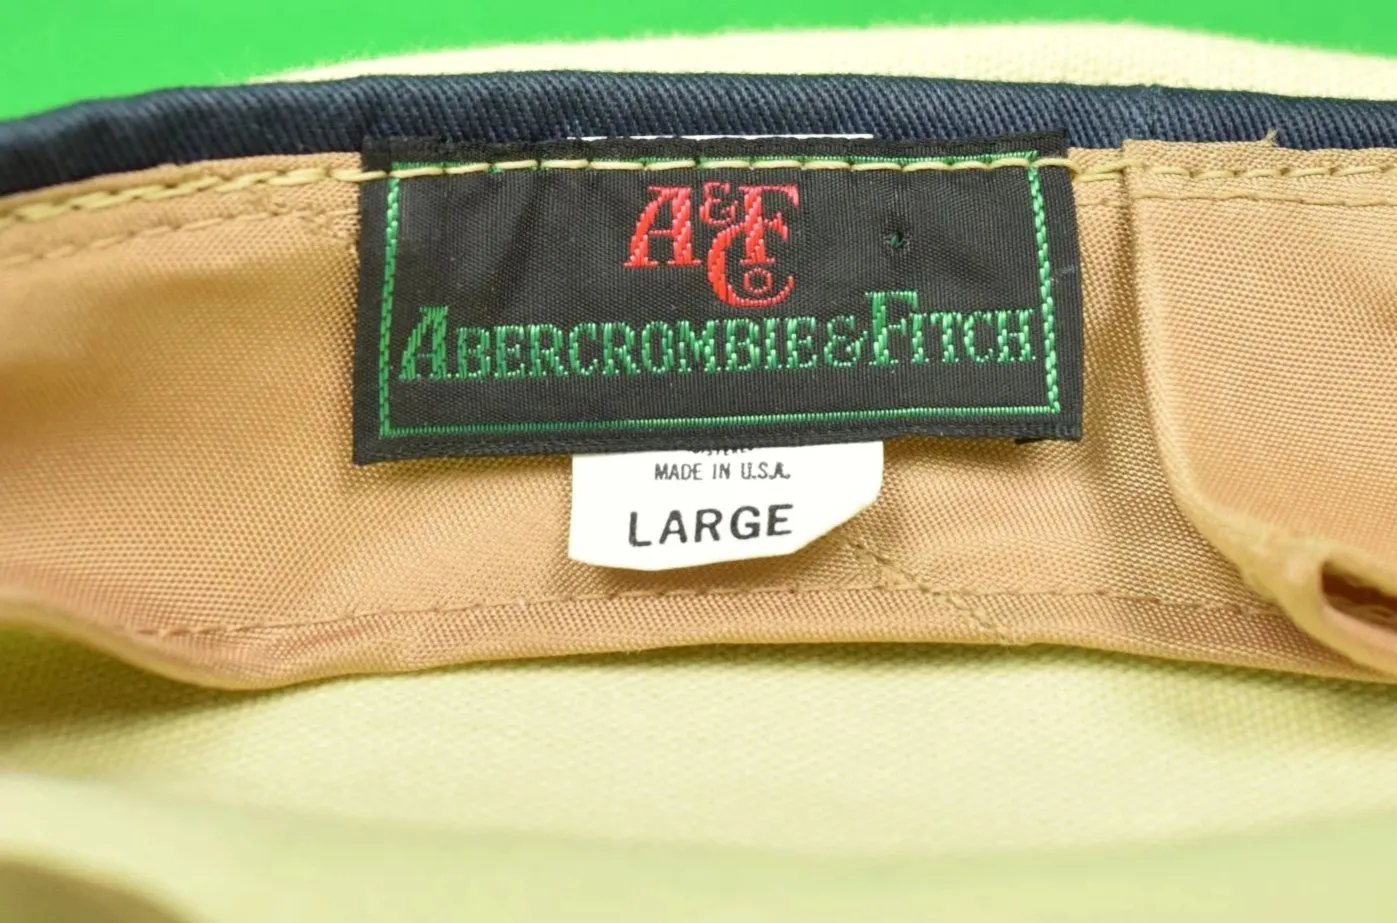 A&F
Co
ABERCROMBIE & FITCH
MADE IN U.S.A.
LARGE